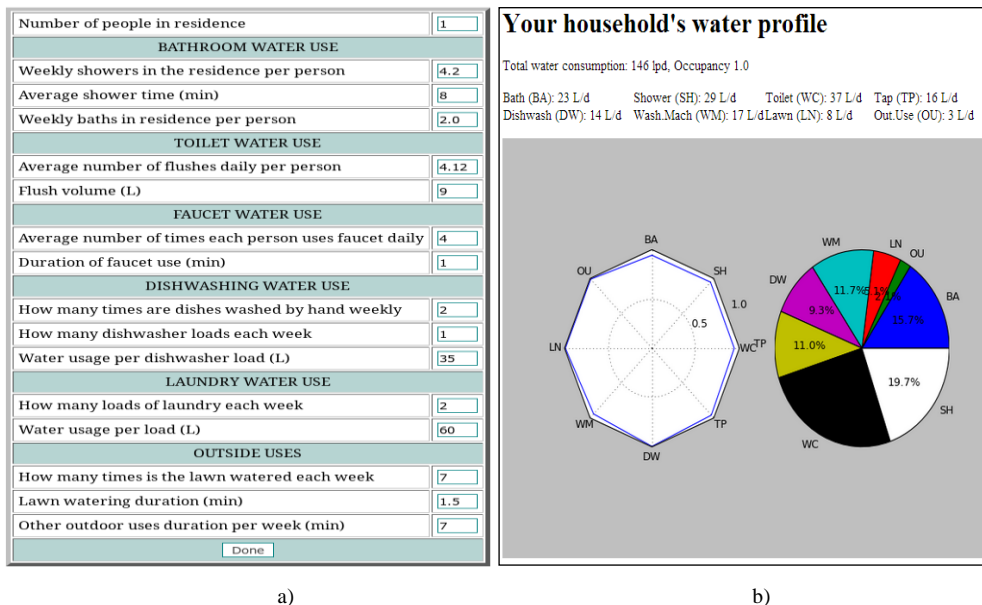 Number of people in residence 1
BATHROOM WATER USE
Weekly showers in the residence per person 4.2
Average shower time (min) 8
Weekly baths in residence per person 2.0
TOILET WATER USE
Average number of flushes daily per person 4.12
Flush volume (L) 9
FAUCET WATER USE
Average number of times each person uses faucet daily 4
Duration of faucet use (min) 1
DISHWASHING WATER USE
How many times are dishes washed by hand weekly 2
How many dishwasher lods each week 1
Water usage per dishwasher load (L) 35
LAUNDRY WATER USE
How many loads of laundry each week 2
Water usage per load (L) 60
OUTSIDE USES
How many times is the lawn watered each week 7
Lawn watering duration (min) 1.5
Other outdoor uses duration per week (min) 7
Done
a)
Your household's water profile
Total water consumption: 146 lpd, Occupancy 1.0
Bath (BA): 23 L/d Shower (SH): 29 L/d Toilet (WC): 37 L/d Tap (TP): 16 L/d
Dishwash (DW): 14 L/d Wash.Mach (WM): 17 L/d Lawn (LN): 8 L/d Out.Use (OU): 3 L/d
BA
OU
SH
1.0
0.5
LN
WC
WM
TP
DW
WM
LN
OU
DW
BA
11.7%
2.1%
9.3%
15.7%
TP
11.0%
19.7%
SH
WC
b)